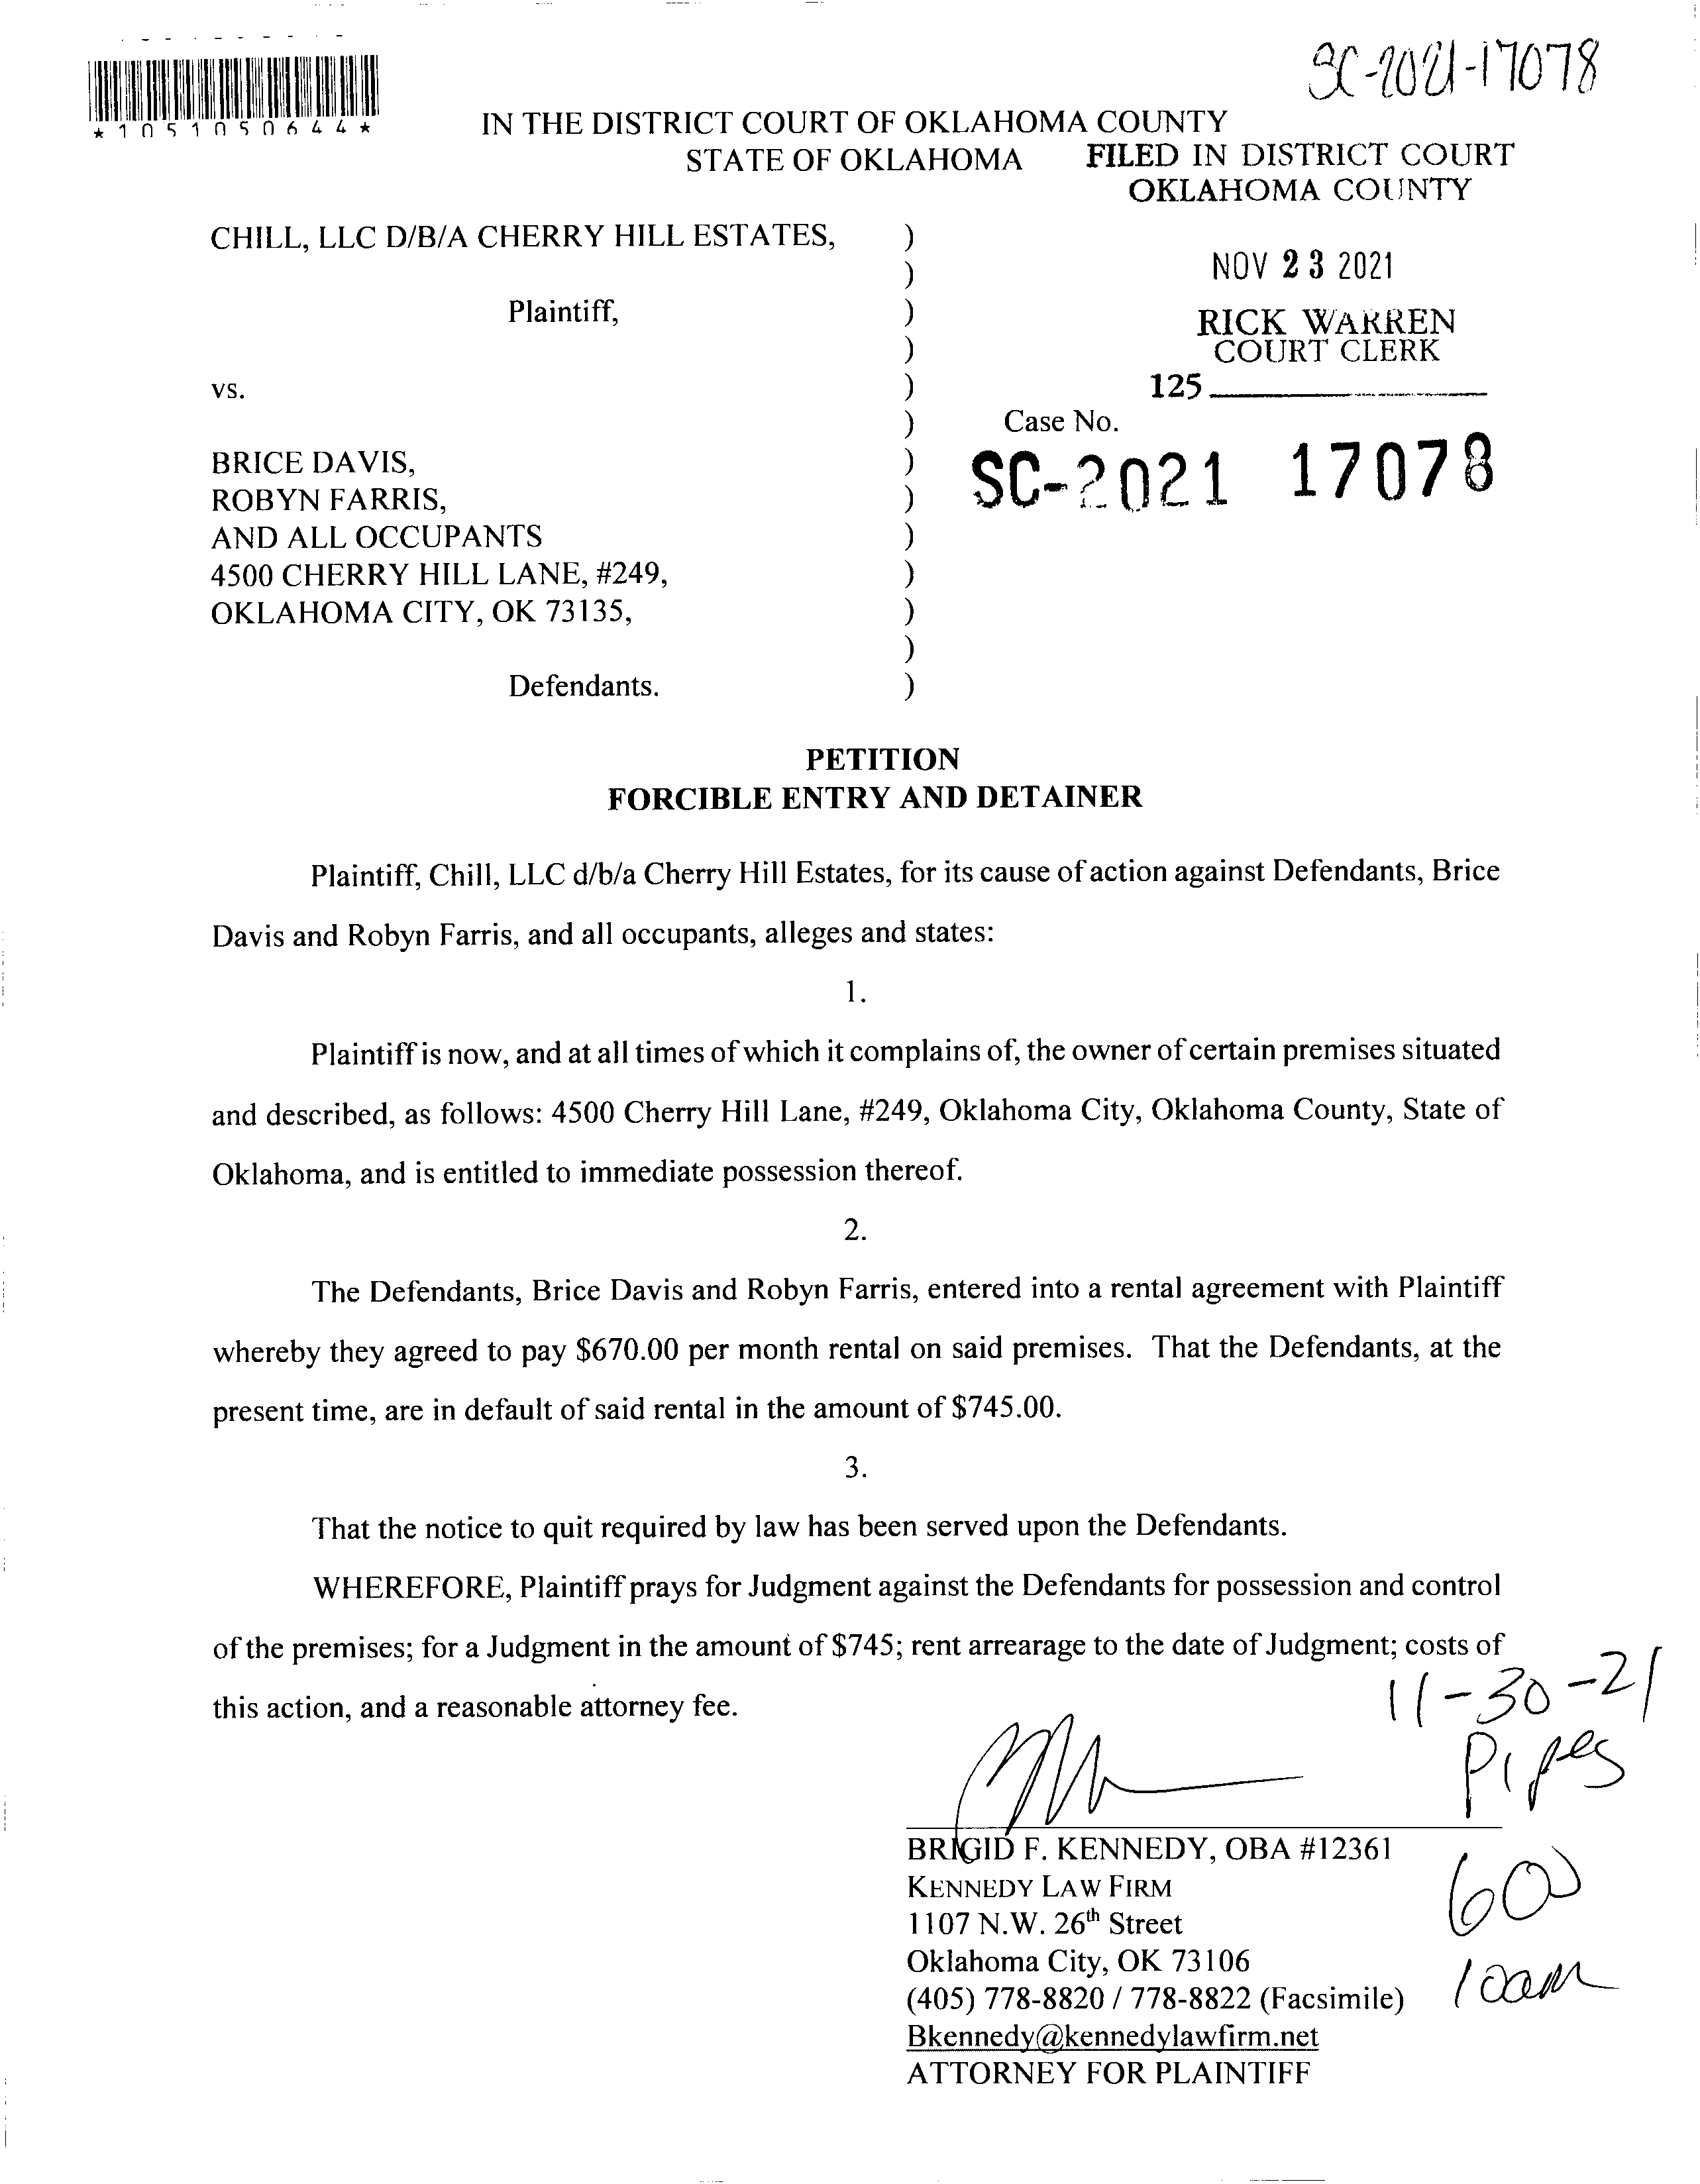 SC-2021-17078
*1051050644*
IN THE DISTRICT COURT OF OKLAHOMA COUNTY
STATE OF OKLAHOMA
FILED IN DISTRICT COURT
OKLAHOMA COUNTY
CHILL, LLC D/B/A CHERRY HILL ESTATES, )
)
NOV 23 2021
Plaintiff, )
RICK WARREN
COURT CLERK
)
125
vs. )
) Case No.
BRICE DAVIS, ) SC-2021 17078
ROBYN FARRIS, )
AND ALL OCCUPANTS )
4500 CHERRY HILL LANE, #249, )
OKLAHOMA CITY, OK 73135, )
)
Defendants. )
PETITION
FORCIBLE ENTRY AND DETAINER
Plaintiff, Chill, LLC d/b/a Cherry Hill Estates, for its cause of action against Defendants, Brice
Davis and Robyn Farris, and all occupants, alleges and states:
1.
Plaintiff is now, and at all times of which it complains of, the owner of certain premises situated
and described, as follows: 4500 Cherry Hill Lane, #249, Oklahoma City, Oklahoma County, State of
Oklahoma, and is entitled to immediate possession thereof.
2.
The Defendants, Brice Davis and Robyn Farris, entered into a rental agreement with Plaintiff
whereby they agreed to pay $670.00 per month rental on said premises. That the Defendants, at the
present time, are in default of said rental in the amount of $745.00.
3.
That the notice to quit required by law has been served upon the Defendants.
WHEREFORE, Plaintiff prays for Judgment against the Defendants for possession and control
of the premises; for a Judgment in the amount of $745; rent arrearage to the date of Judgment; costs of
this action, and a reasonable attorney fee.
11-30-21
Pipes
BRIGID F. KENNEDY, OBA #12361
KENNEDY LAW FIRM
1107 N.W. 26th Street
Oklahoma City, OK 73106
(405) 778-8820 / 778-8822 (Facsimile)
Bkennedy@kennedylawfirm.net
ATTORNEY FOR PLAINTIFF
10am